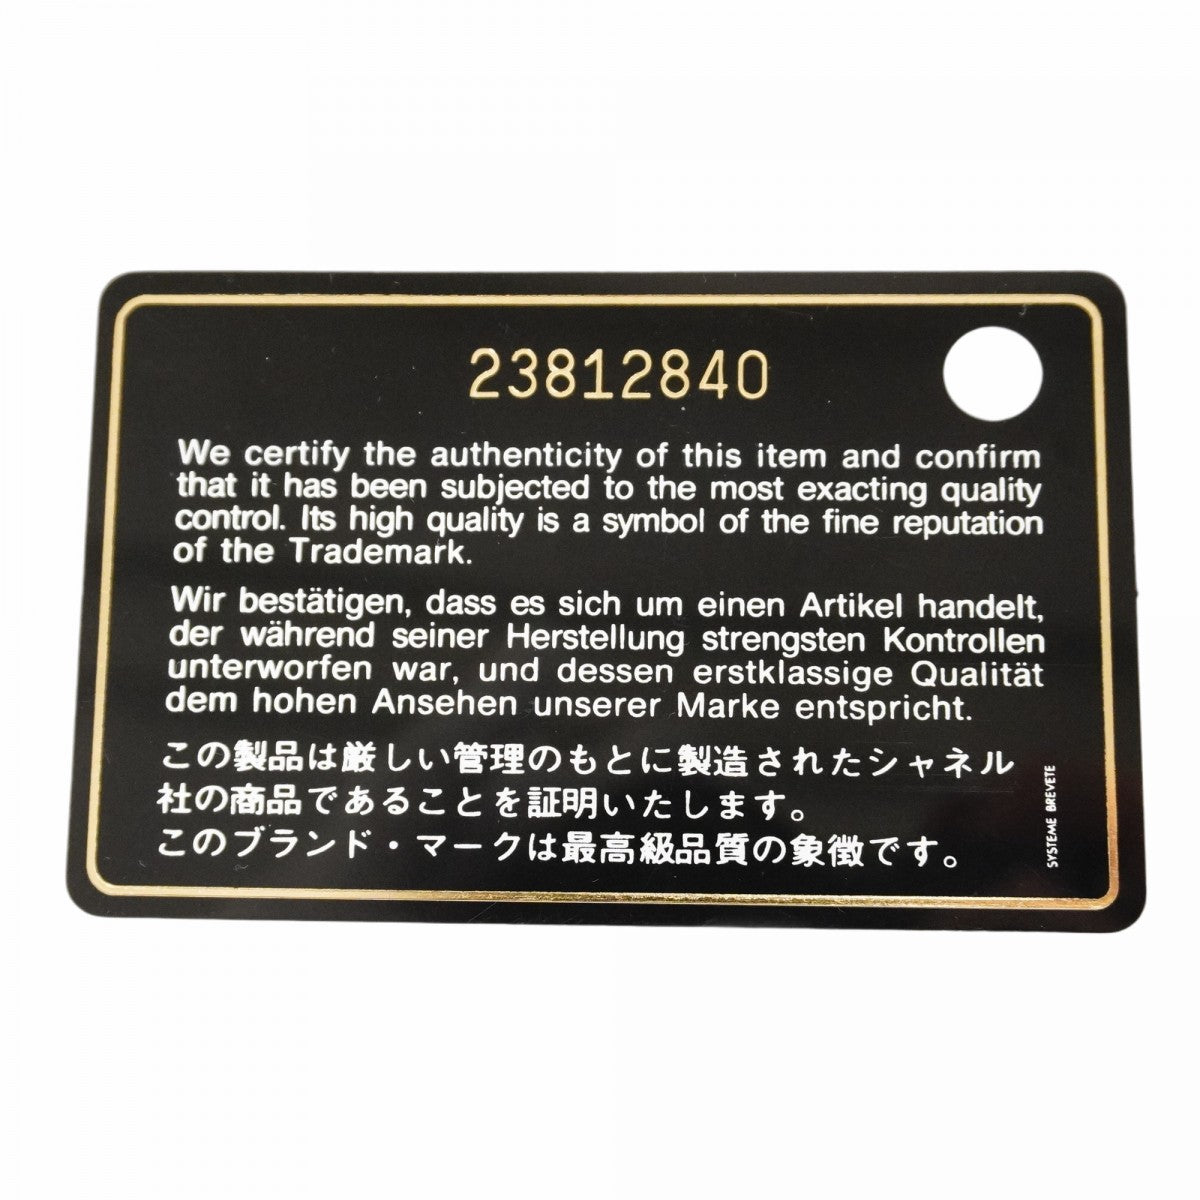 23812840
We certify the authenticity of this item and confirm
that it has been subjected to the most exacting quality
control. Its high quality is a symbol of the fine reputation
of the Trademark.
Wir bestätigen, dass es sich um einen Artikel handelt,
der während seiner Herstellung strengsten Kontrollen
unterworfen war, und dessen erstklassige Qualität
dem hohen Ansehen unserer Marke entspricht.
この製品は厳しい管理のもとに製造されたシャネル
社の商品であることを証明いたします。
このブランド・マークは最高級品質の象徴です。
SYSTEME BREVETE